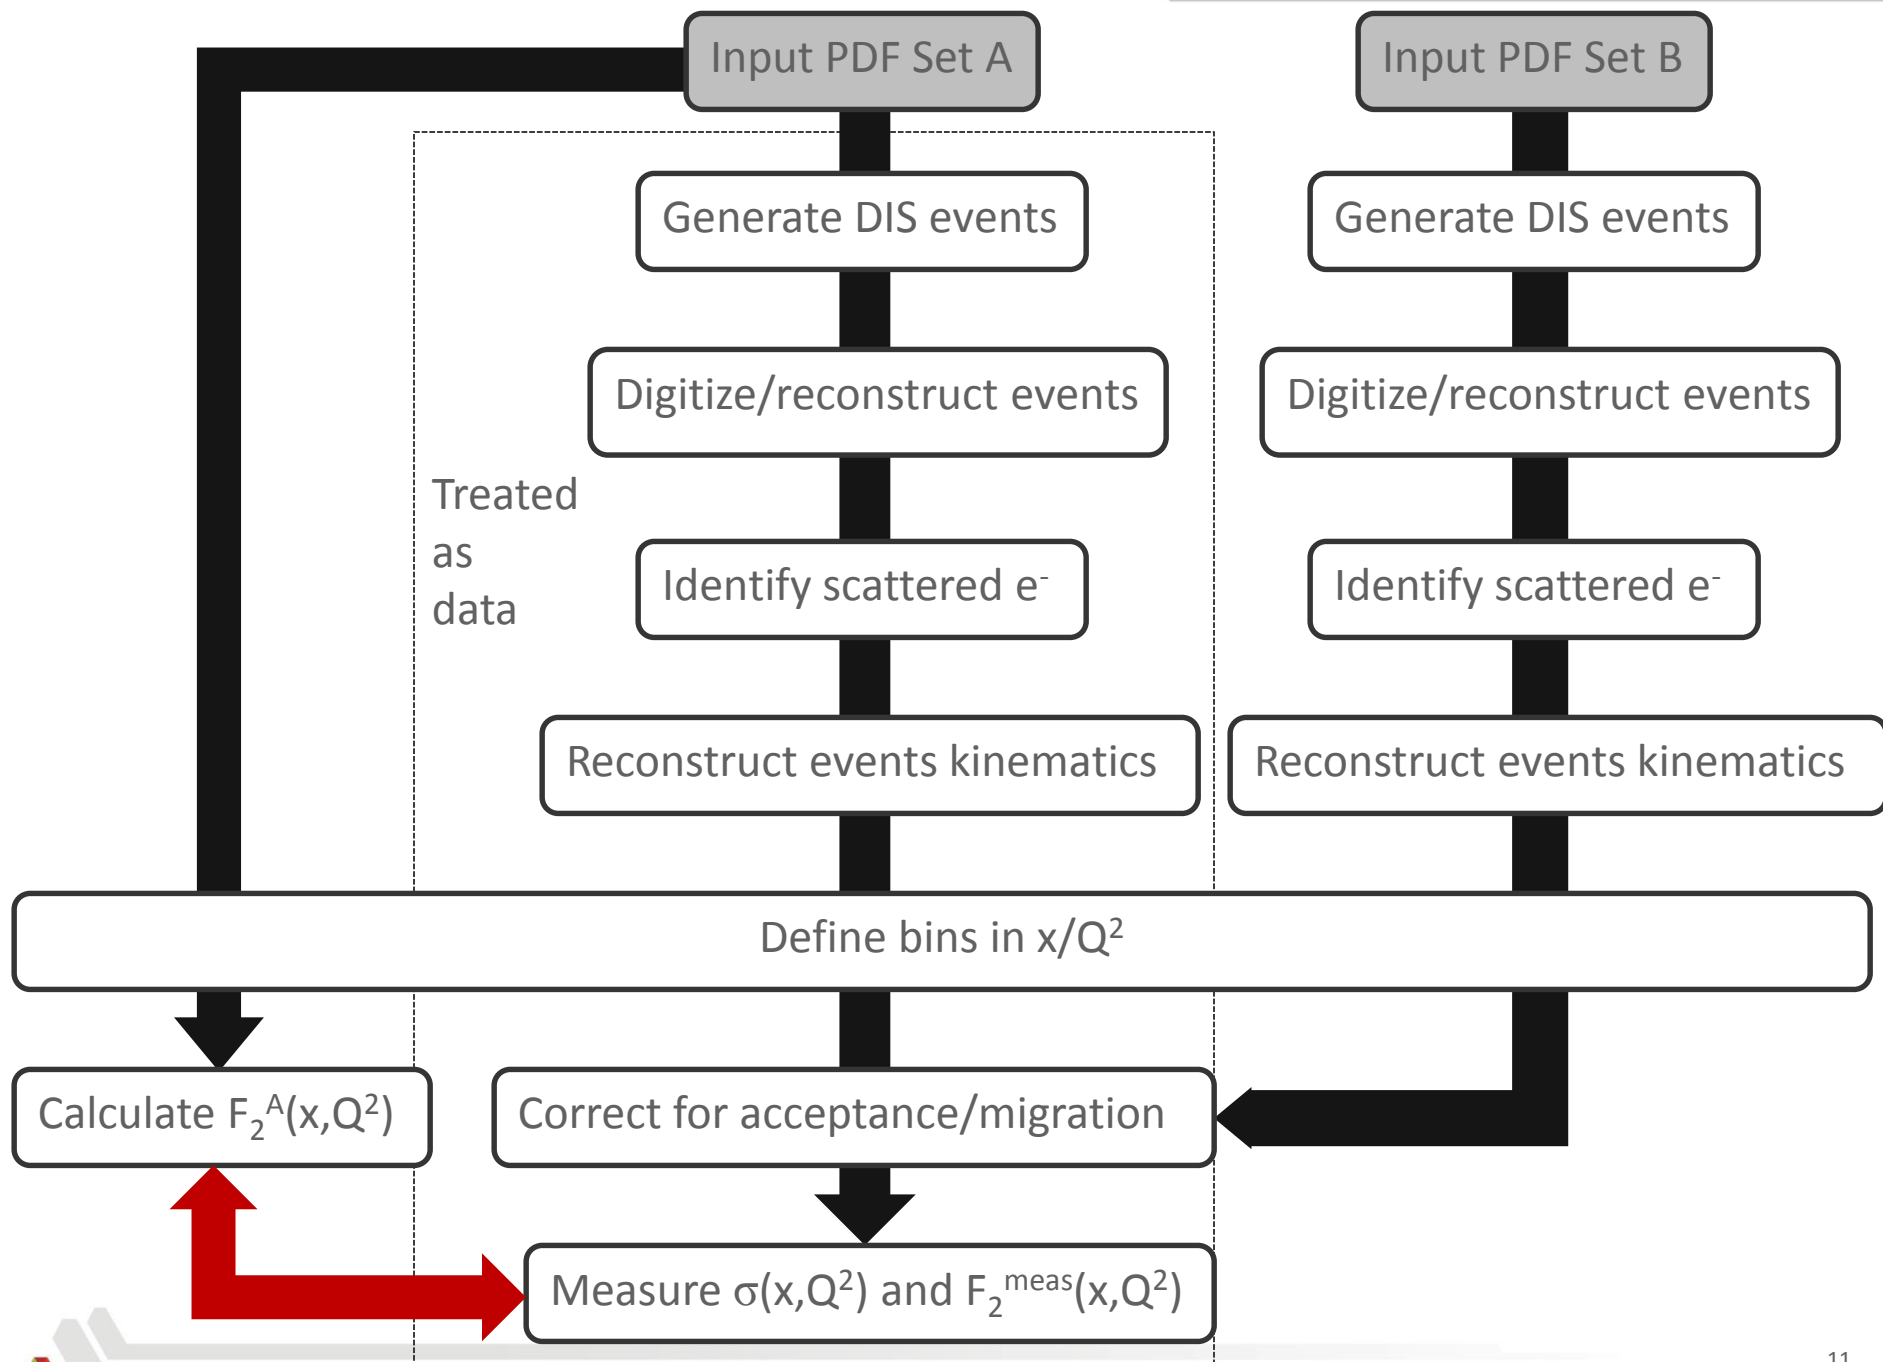 Input PDF Set A
Input PDF Set B
Generate DIS events
Generate DIS events
Digitize/reconstruct events
Digitize/reconstruct events
Treated
as
data
Identify scattered e⁻
Identify scattered e⁻
Reconstruct events kinematics
Reconstruct events kinematics
Define bins in x/Q²
Calculate F₂ᴬ(x,Q²)
Correct for acceptance/migration
Measure σ(x,Q²) and F₂ᵐᵉᵃˢ(x,Q²)
11